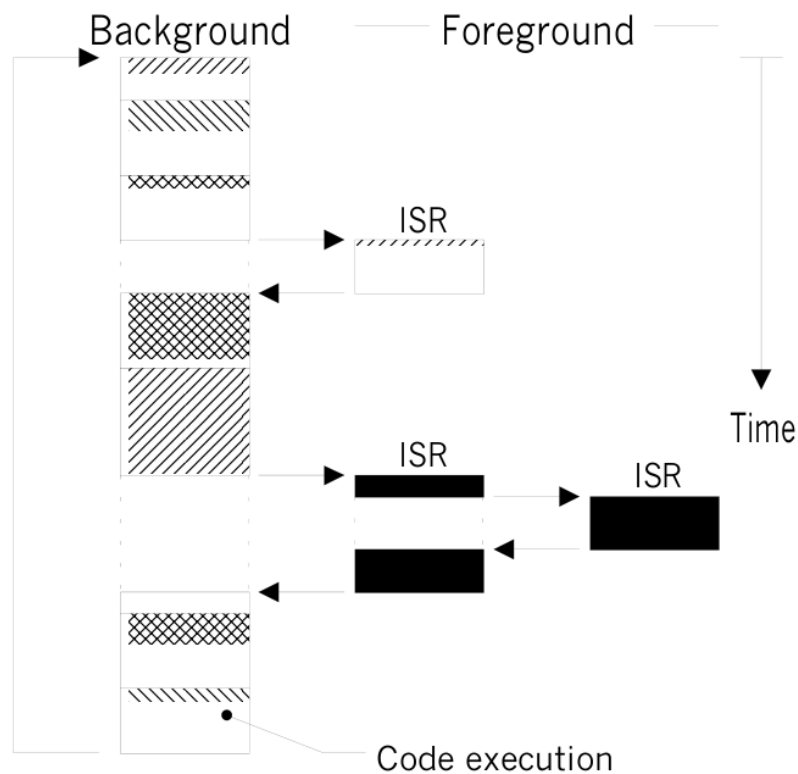 Background
Foreground
ISR
Time
ISR
ISR
Code execution